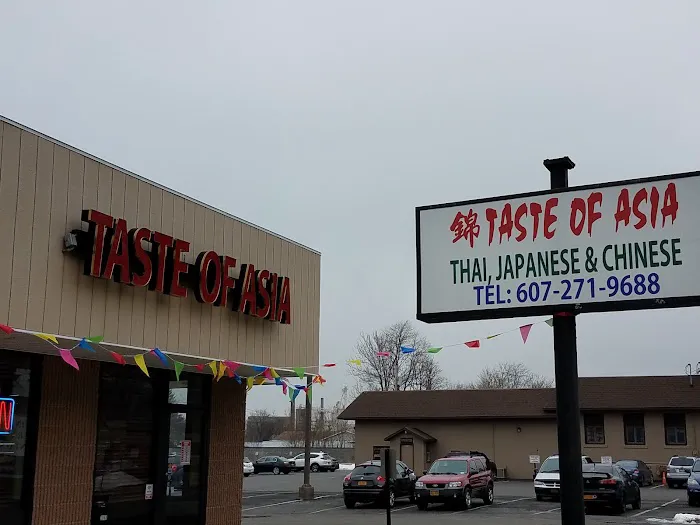 TASTE OF ASIA
錦 TASTE OF ASIA
THAI, JAPANESE & CHINESE
TEL: 607-271-9688